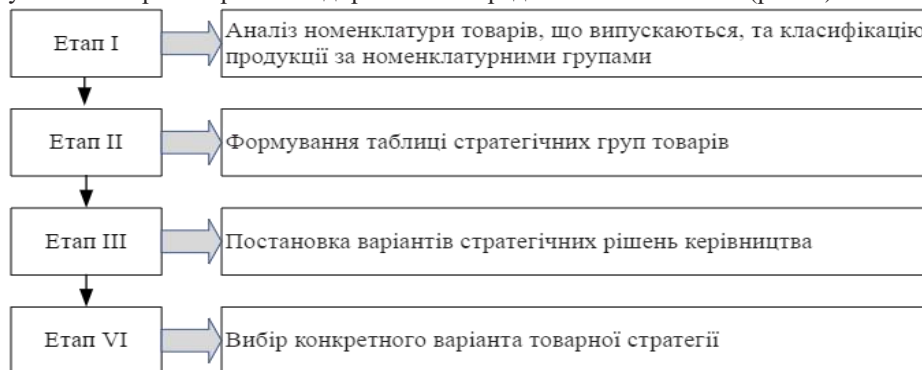 Етап I
Аналіз номенклатури товарів, що випускаються, та класифікацію
продукції за номенклатурними групами
Етап II
Формування таблиці стратегічних груп товарів
Етап III
Постановка варіантів стратегічних рішень керівництва
Етап VI
Вибір конкретного варіанта товарної стратегії